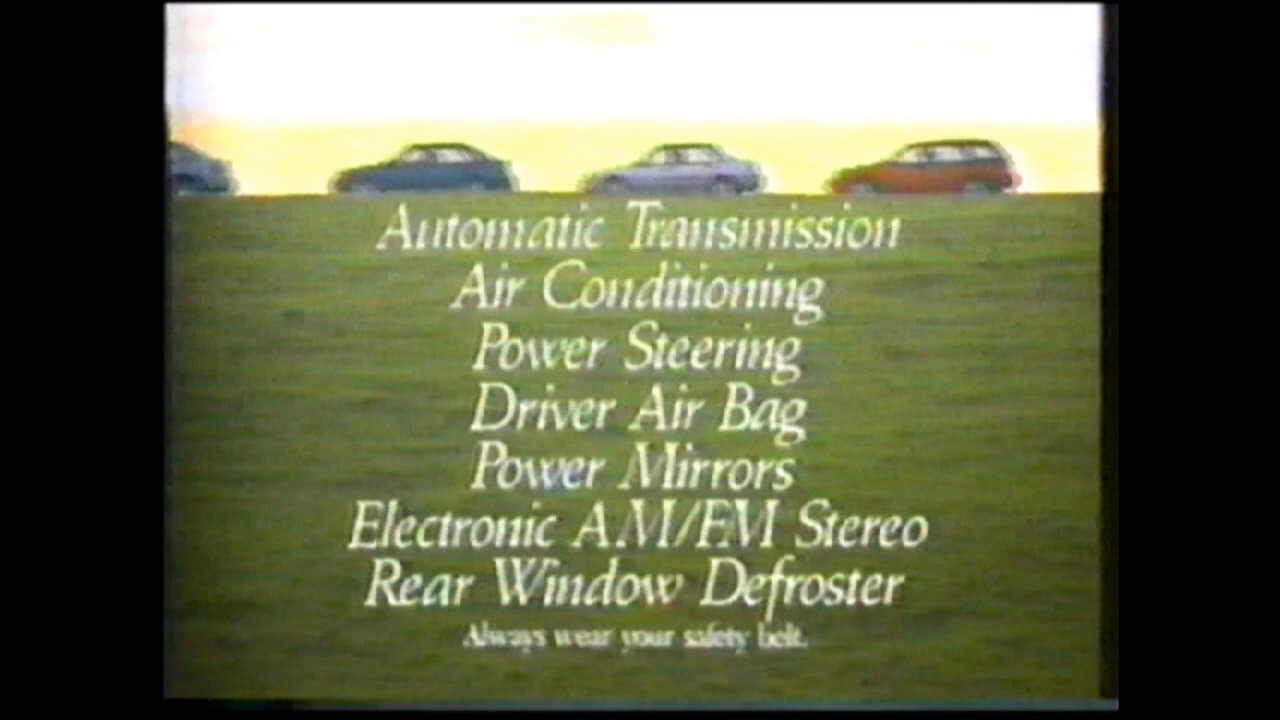 Automatic Transmission
Air Conditioning
Power Steering
Driver Air Bag
Power Mirrors
Electronic AM/FM Stereo
Rear Window Defroster
Always wear your safety belt.